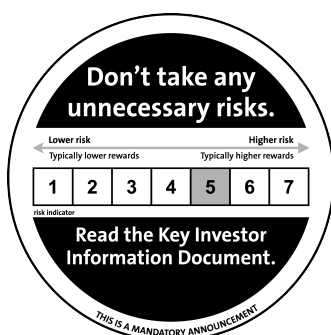 Don't take any
unnecessary risks.
Lower risk Higher risk
Typically lower rewards Typically higher rewards
1 2 3 4 5 6 7
risk indicator
Read the Key Investor
Information Document.
THIS IS A MANDATORY ANNOUNCEMENT